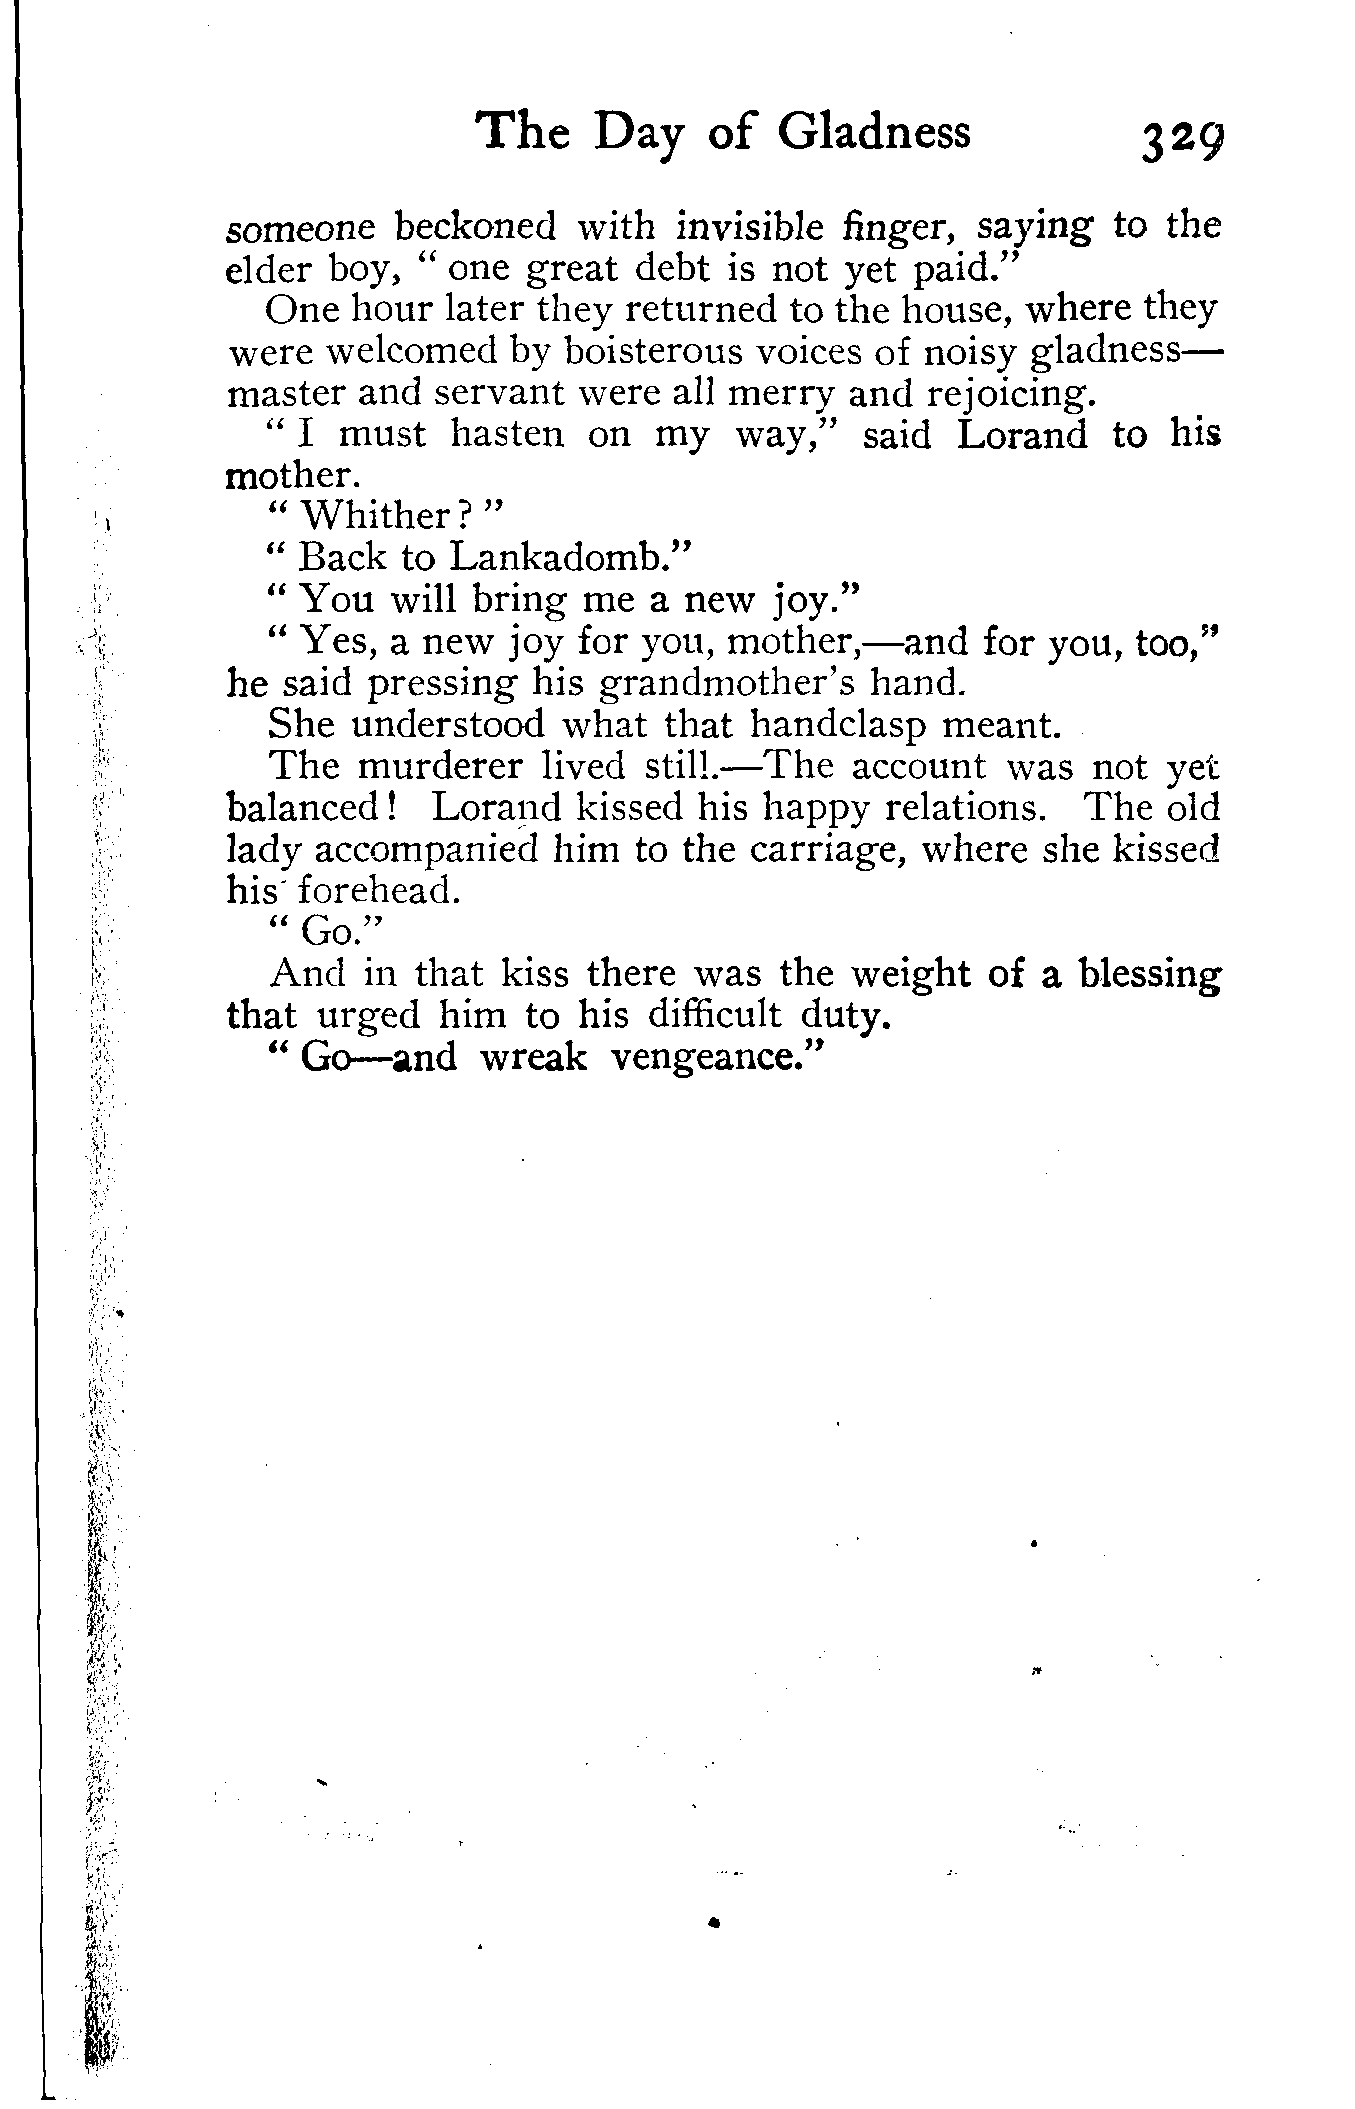 The Day of Gladness 329
someone beckoned with invisible finger, saying to the
elder boy, “ one great debt is not yet paid.”
One hour later they returned to the house, where they
were welcomed by boisterous voices of noisy gladness—
master and servant were all merry and rejoicing.
“ I must hasten on my way,” said Lorand to his
mother.
“ Whither? ”
“ Back to Lankadomb.”
“ You will bring me a new joy.”
“ Yes, a new joy for you, mother,—and for you, too,”
he said pressing his grandmother’s hand.
She understood what that handclasp meant.
The murderer lived still.—The account was not yet
balanced! Lorand kissed his happy relations. The old
lady accompanied him to the carriage, where she kissed
his forehead.
“ Go.”
And in that kiss there was the weight of a blessing
that urged him to his difficult duty.
“ Go—and wreak vengeance.”